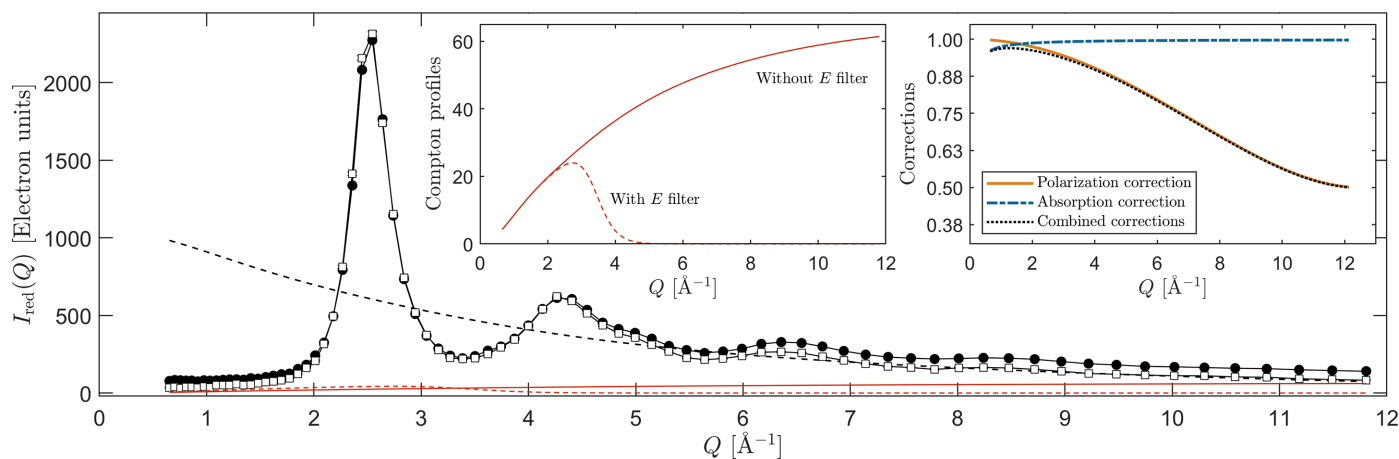 I_red(Q) [Electron units]
2000
1500
1000
500
0
0 1 2 3 4 5 6 7 8 9 10 11 12
Q [Å⁻¹]
Compton profiles
60
40
20
0
Without E filter
With E filter
0 2 4 6 8 10 12
Q [Å⁻¹]
Corrections
1.00
0.88
0.75
0.63
0.50
0.38
Polarization correction
Absorption correction
Combined corrections
0 2 4 6 8 10 12
Q [Å⁻¹]